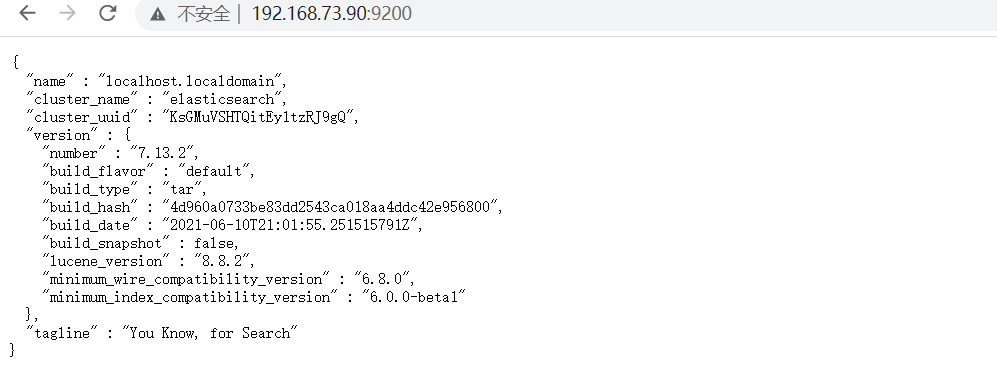 不安全 | 192.168.73.90:9200
{
"name" : "localhost.localdomain",
"cluster_name" : "elasticsearch",
"cluster_uuid" : "KsGMuVSHTQitEy1tzRJ9gQ",
"version" : {
"number" : "7.13.2",
"build_flavor" : "default",
"build_type" : "tar",
"build_hash" : "4d960a0733be83dd2543ca018aa4ddc42e956800",
"build_date" : "2021-06-10T21:01:55.251515791Z",
"build_snapshot" : false,
"lucene_version" : "8.8.2",
"minimum_wire_compatibility_version" : "6.8.0",
"minimum_index_compatibility_version" : "6.0.0-beta1"
},
"tagline" : "You Know, for Search"
}